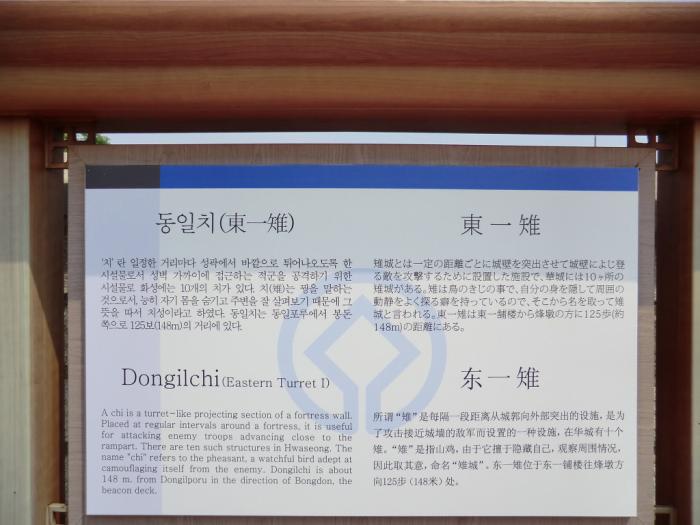 동일치(東一雉)
'치' 란 일정한 거리마다 성곽에서 바깥으로 튀어나오도록 한
시설물로서 성벽 가까이에 접근하는 적군을 공격하기 위한
시설물로 화성에는 10개의 치가 있다. 치(雉)는 꿩을 말하는
것으로서, 능히 자기 몸을 숨기고 주변을 잘 살펴보기 때문에 그
뜻을 따서 치성이라고 하였다. 동일치는 동일포루에서 봉돈
쪽으로 125보(148m)의 거리에 있다.
東一雉
雉城とは一定の距離ごとに城壁を突出させて城壁によじ登
る敵を攻撃するために設置した施設で、華城には10ヶ所の
雉城がある。雉は鳥のきじの事で、自分の身を隠して周囲の
動静をよく探る癖を持っているので、そこから名を取って雉
城と言われる。東一雉は東一舗楼から烽墩の方に125歩(約
148m)の距離にある。
Dongilchi(Eastern Turret I)
A chi is a turret-like projecting section of a fortress wall.
Placed at regular intervals around a fortress, it is useful
for attacking enemy troops advancing close to the
rampart. There are ten such structures in Hwaseong. The
name "chi" refers to the pheasant, a watchful bird adept at
camouflaging itself from the enemy. Dongilchi is about
148 m. from Dongilporu in the direction of Bongdon, the
beacon deck.
东一雉
所谓“雉”是每隔一段距离从城郭向外部突出的设施，是为
了攻击接近城墙的敌军而设置的一种设施，在华城有十个
雉。“雉”是指山鸡，由于它擅于隐藏自己，观察周围情况，
因此取其意，命名“雉城”。东一雉位于东一铺楼往烽墩方
向125步（148米）处。